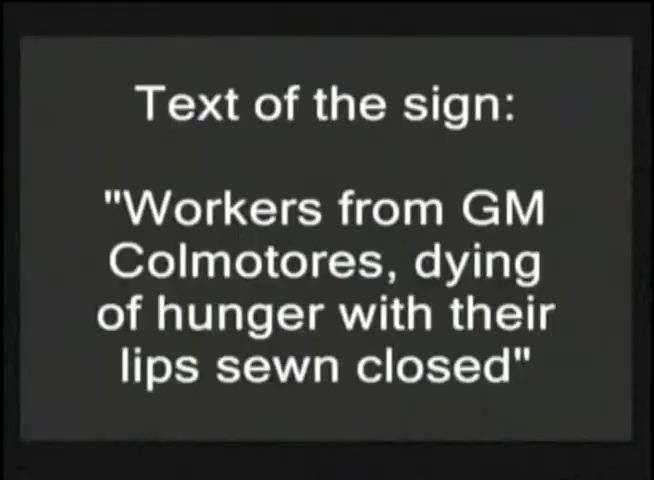 Text of the sign:
"Workers from GM
Colmotores, dying
of hunger with their
lips sewn closed"